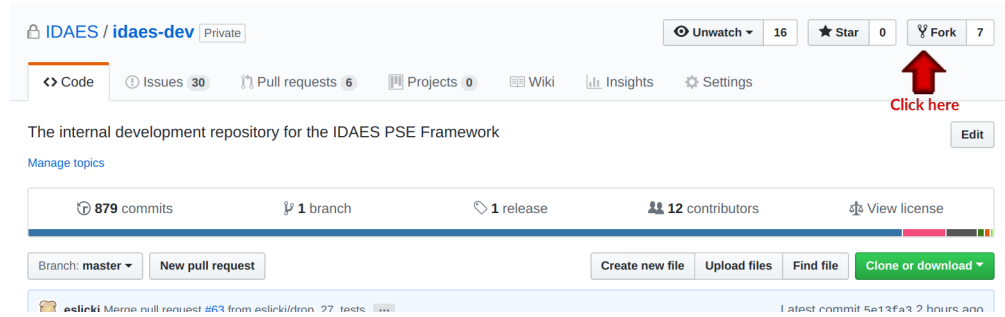 IDAES / idaes-dev Private Unwatch 16 Star 0 Fork 7
Code Issues 30 Pull requests 6 Projects 0 Wiki Insights Settings
Click here
The internal development repository for the IDAES PSE Framework Edit
Manage topics
879 commits 1 branch 1 release 12 contributors View license
Branch: master New pull request Create new file Upload files Find file Clone or download
eslicki Merge pull request #63 from eslicki/drop_27_tests ... Latest commit 5e13fa3 2 hours ago